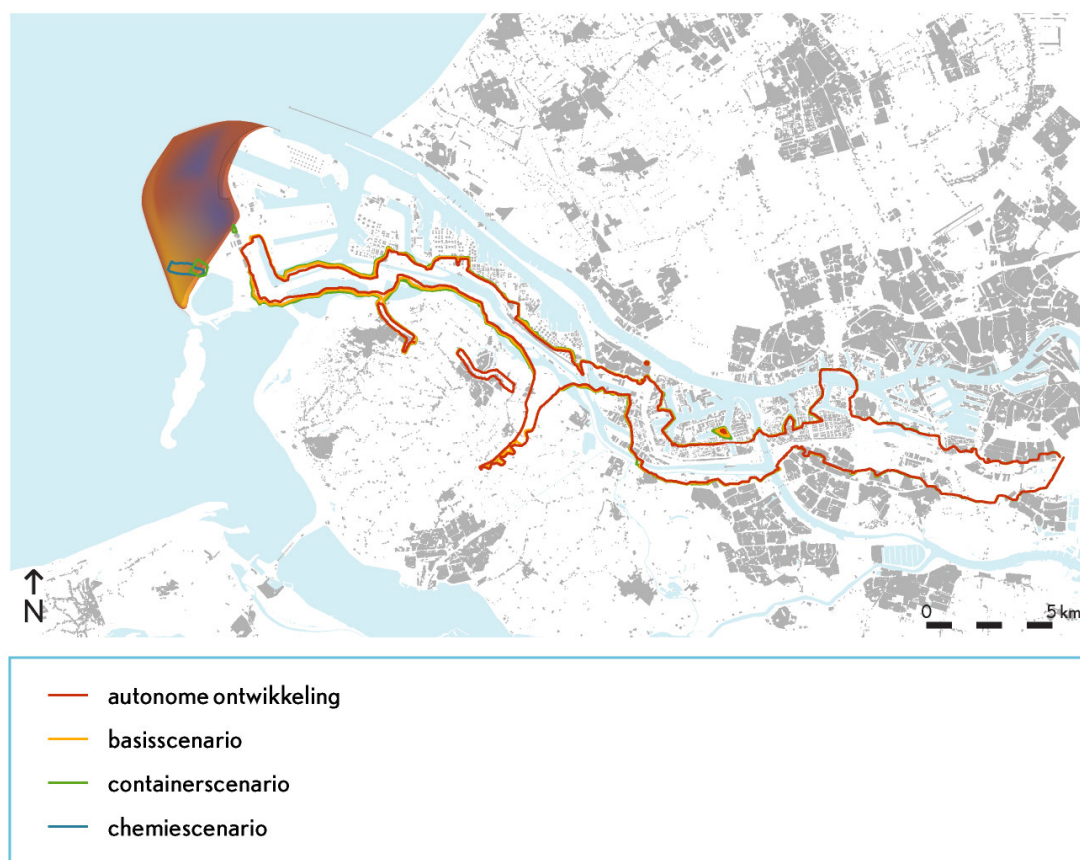 N
0 5 km
autonome ontwikkeling
basisscenario
containerscenario
chemiescenario